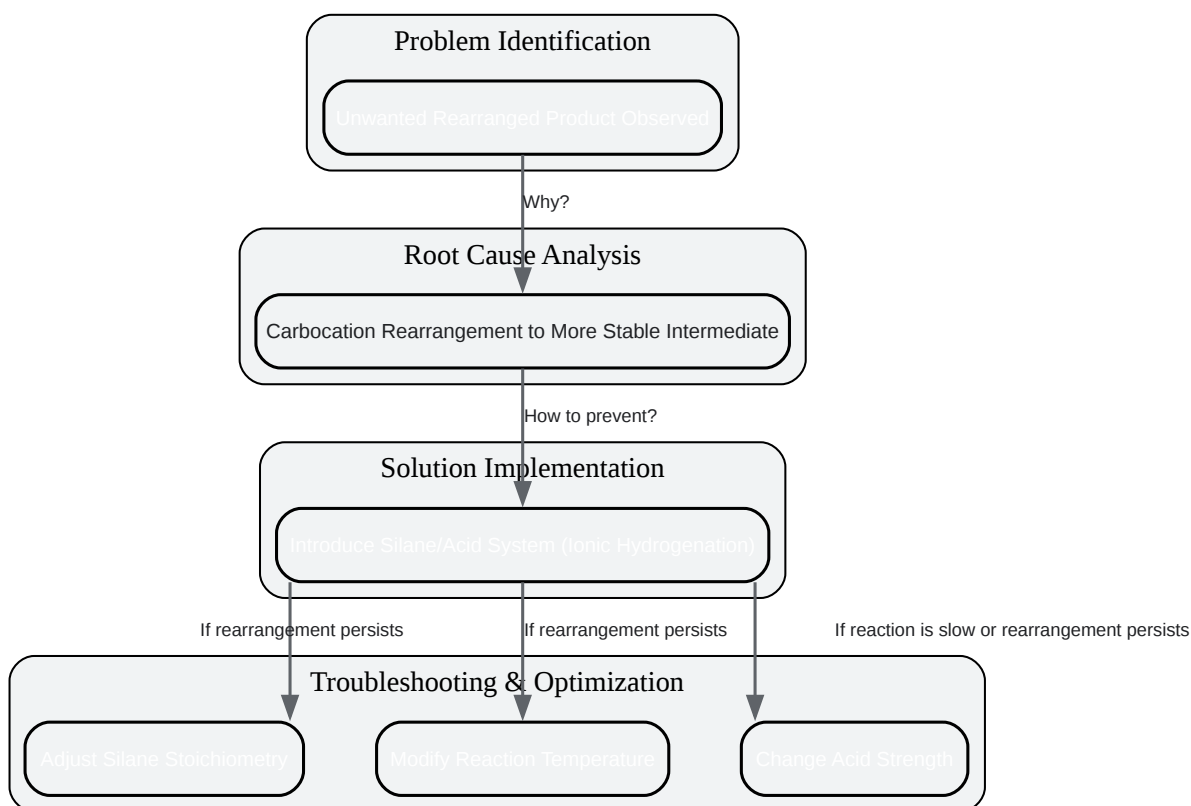 Problem Identification
Unwanted Rearranged Product Observed
Why?
Root Cause Analysis
Carbocation Rearrangement to More Stable Intermediate
How to prevent?
Solution Implementation
Introduce Silane/Acid System (Ionic Hydrogenation)
If rearrangement persists
If rearrangement persists
If reaction is slow or rearrangement persists
Troubleshooting & Optimization
Adjust Silane Stoichiometry
Modify Reaction Temperature
Change Acid Strength